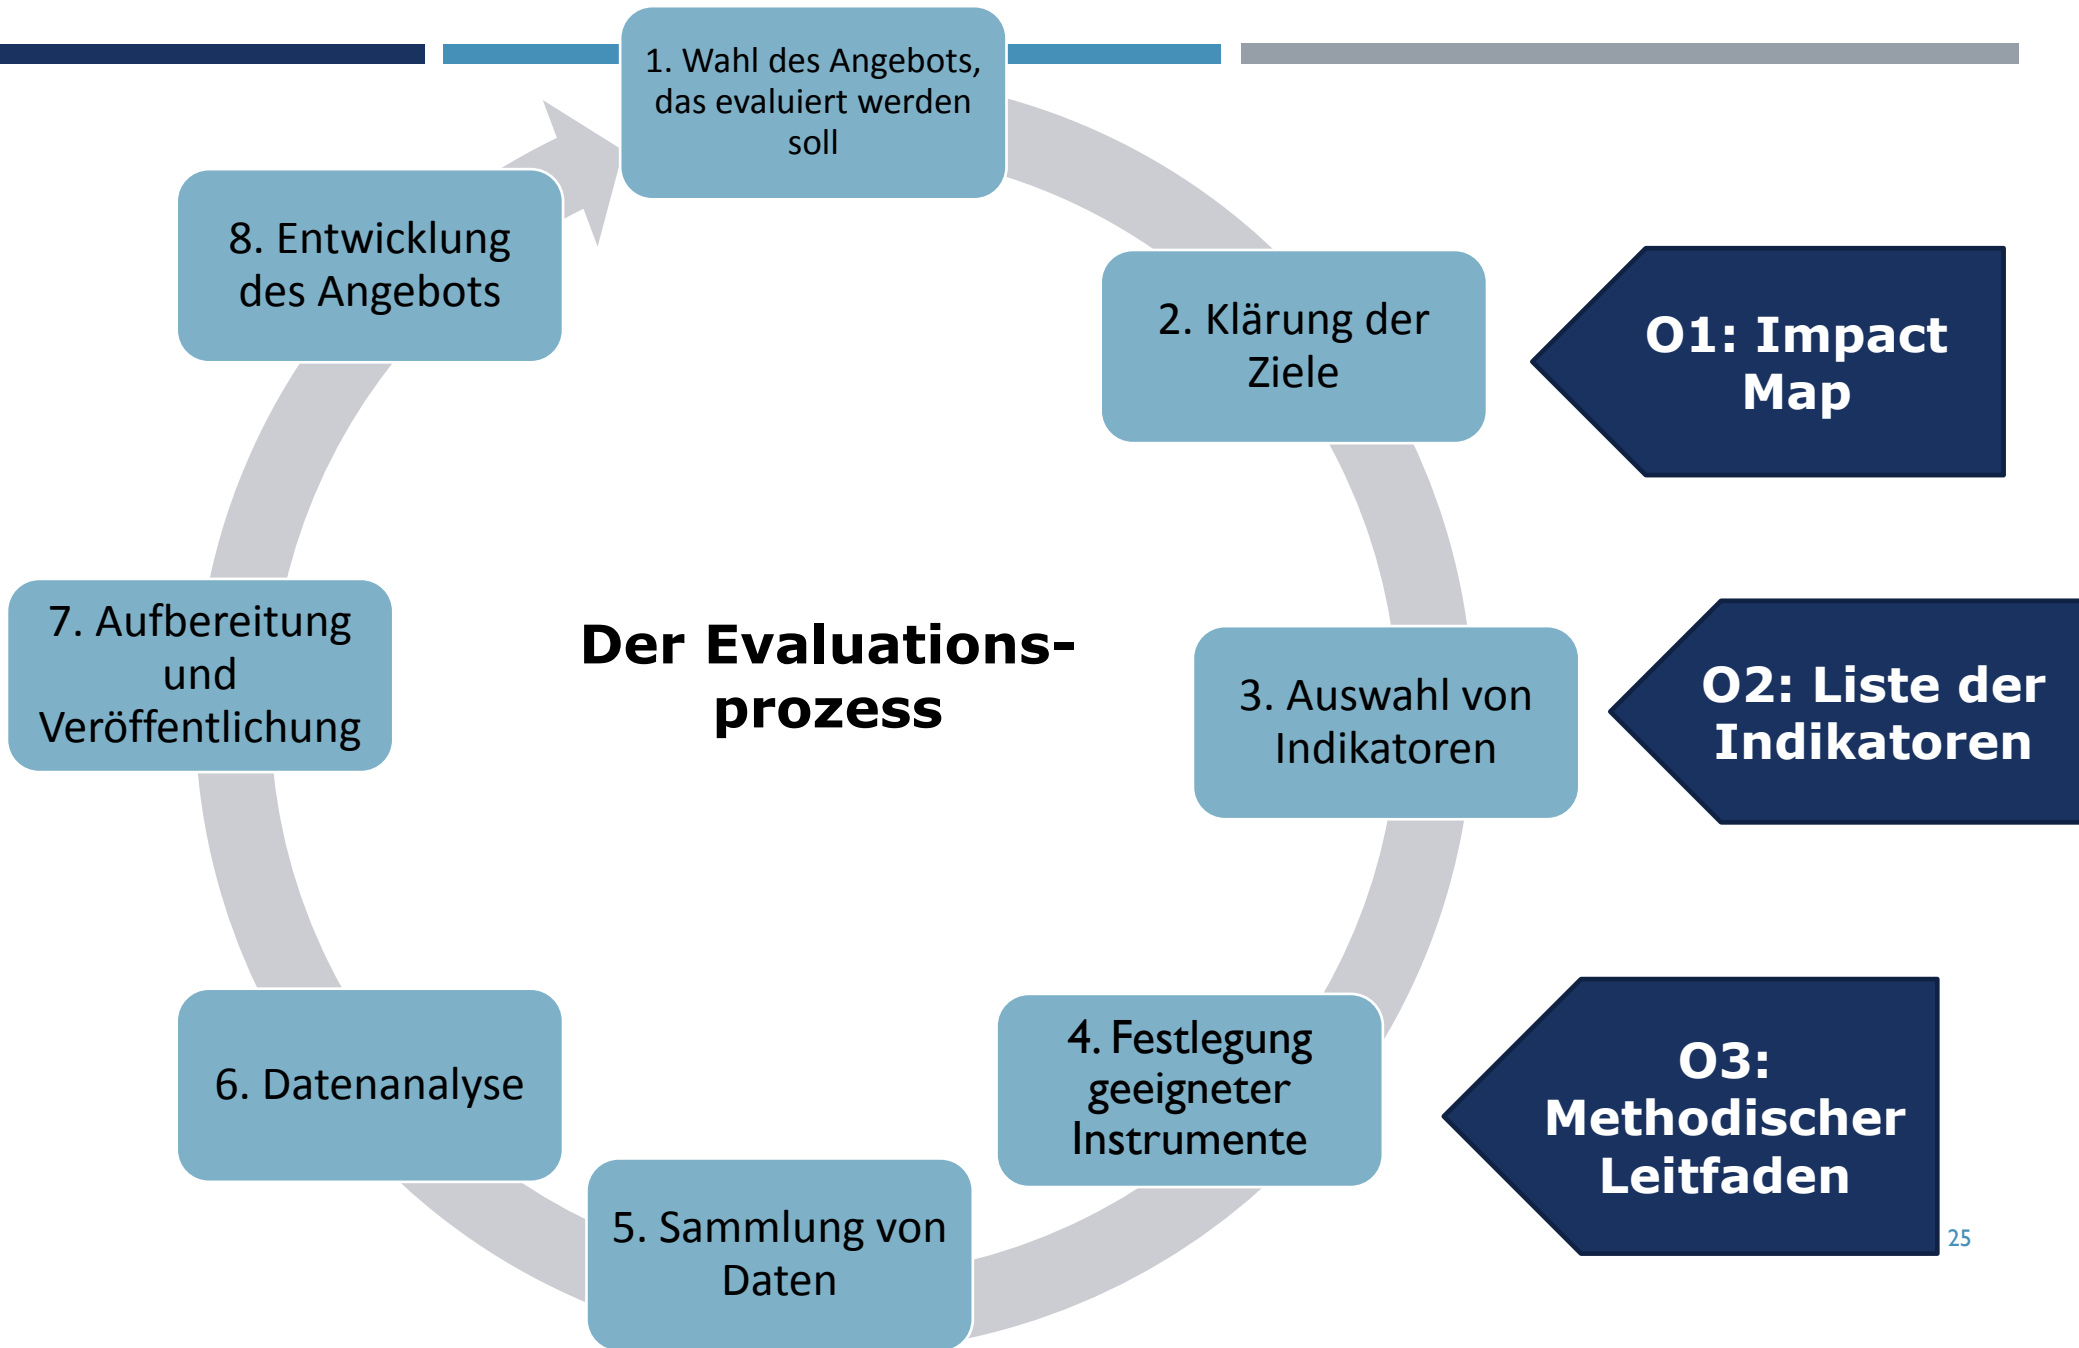 1. Wahl des Angebots,
das evaluiert werden
soll
2. Klärung der
Ziele
O1: Impact
Map
3. Auswahl von
Indikatoren
O2: Liste der
Indikatoren
4. Festlegung
geeigneter
Instrumente
O3:
Methodischer
Leitfaden
5. Sammlung von
Daten
6. Datenanalyse
7. Aufbereitung
und
Veröffentlichung
8. Entwicklung
des Angebots
Der Evaluations-
prozess
25